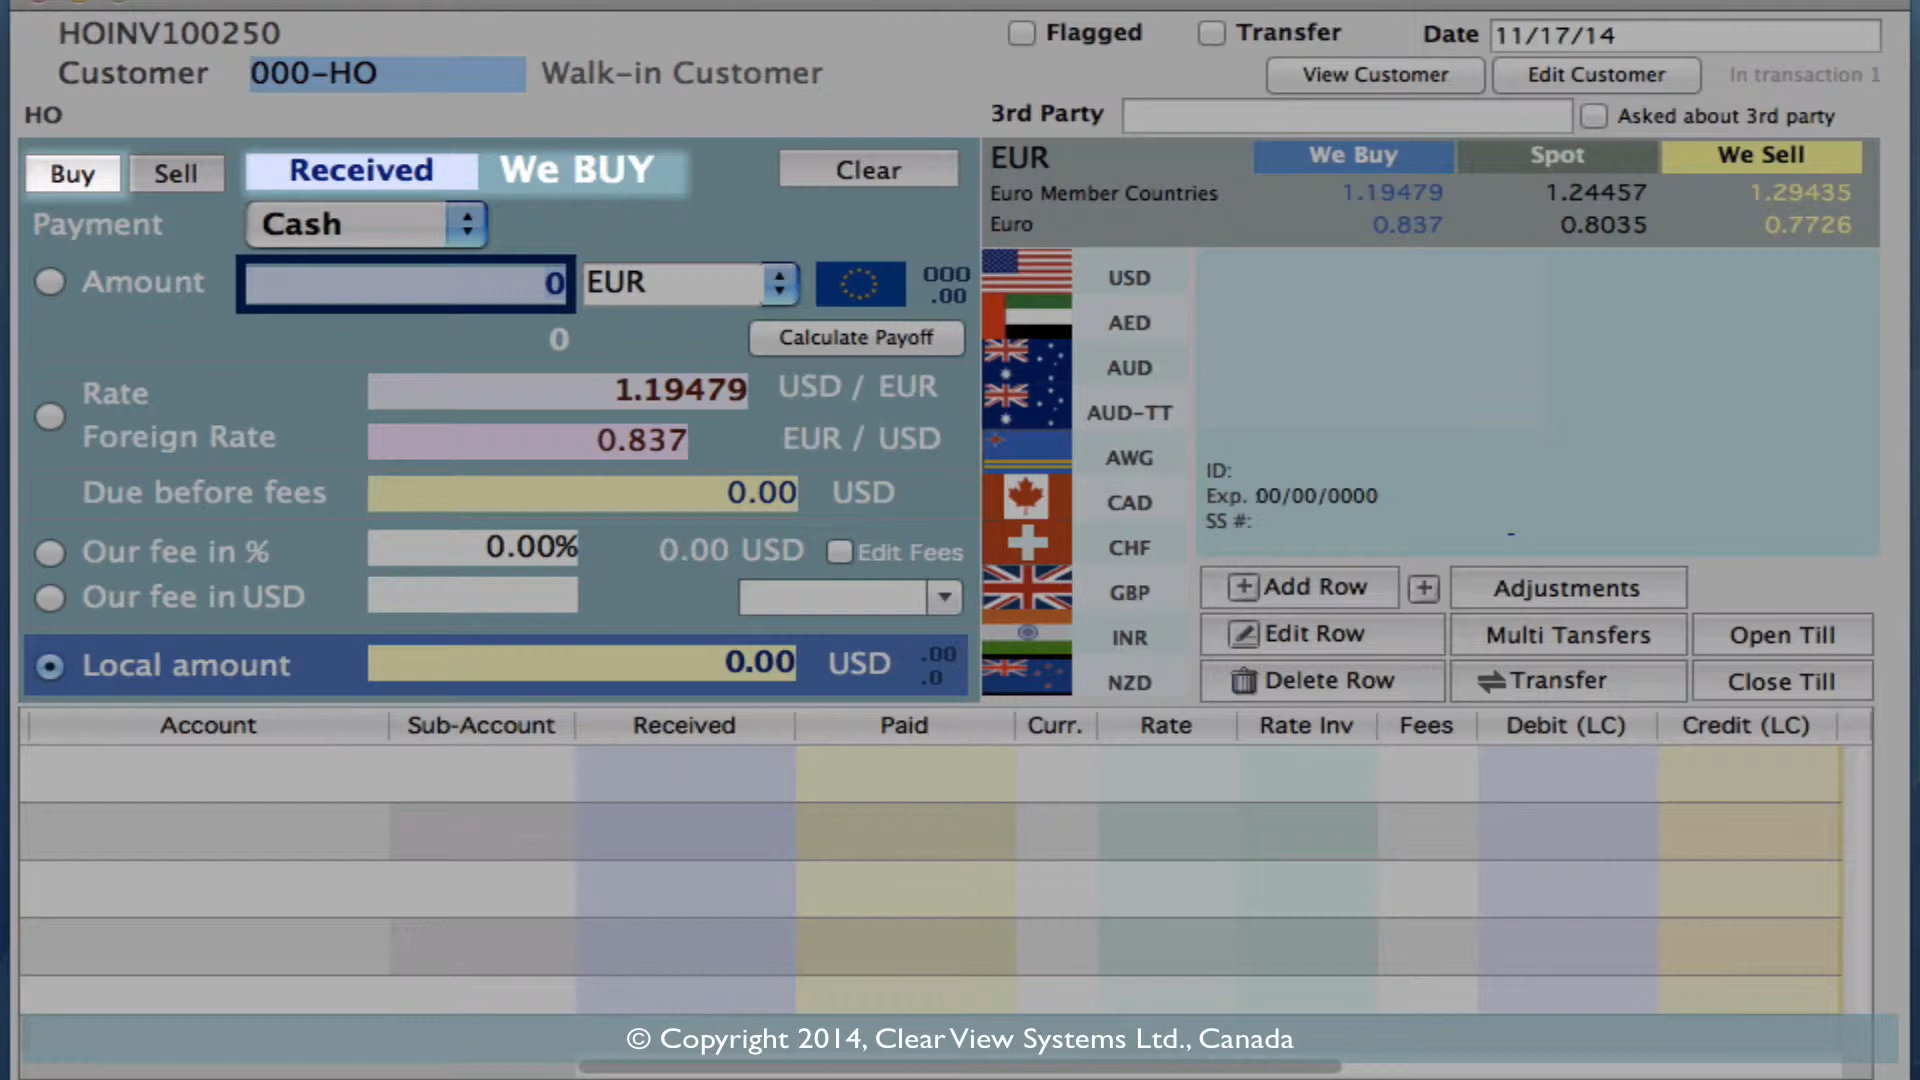 HOINV100250
Flagged
Transfer
Date 11/17/14
Customer 000-HO Walk-in Customer
View Customer
Edit Customer
In transaction 1
HO
3rd Party
Asked about 3rd party
Buy
Sell
Received
We BUY
Clear
EUR
We Buy
Spot
We Sell
Euro Member Countries 1.19479 1.24457 1.29435
Euro 0.837 0.8035 0.7726
Payment Cash
Amount 0 EUR
000
.00
0
Calculate Payoff
Rate 1.19479 USD / EUR
Foreign Rate 0.837 EUR / USD
Due before fees 0.00 USD
Our fee in % 0.00% 0.00 USD Edit Fees
Our fee in USD
Local amount 0.00 USD
.00
.0
USD
AED
AUD
AUD-TT
AWG
CAD
CHF
GBP
INR
NZD
ID:
Exp. 00/00/0000
SS #:
-
+ Add Row
+
Adjustments
Edit Row
Multi Tansfers
Open Till
Delete Row
Transfer
Close Till
Account Sub-Account Received Paid Curr. Rate Rate Inv Fees Debit (LC) Credit (LC)
© Copyright 2014, Clear View Systems Ltd., Canada